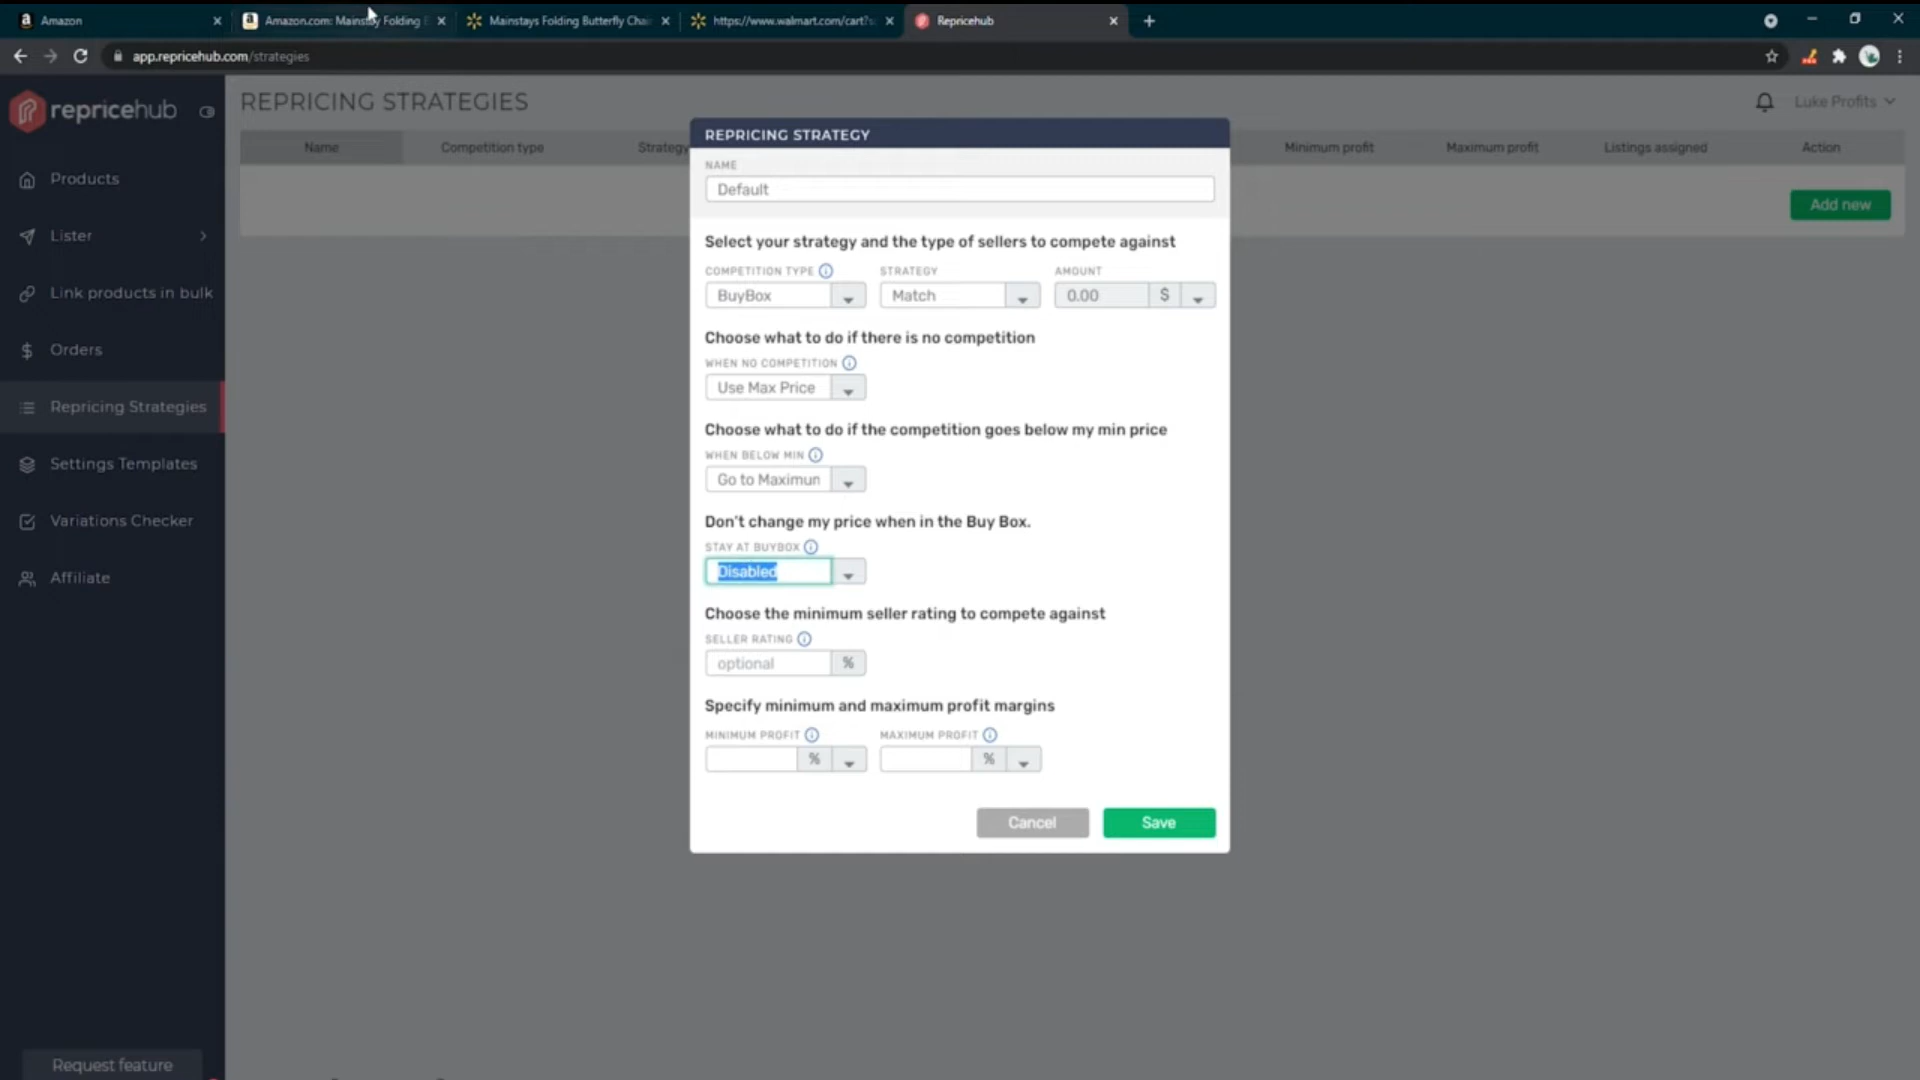 Amazon
Amazon.com: Mainstay Folding
Mainstays Folding Butterfly Chai
https://www.walmart.com/cart?s
Repricehub
app.repricehub.com/strategies
repricehub
REPRICING STRATEGIES
Luke Profits
Name
Competition type
Strategy
Minimum profit
Maximum profit
Listings assigned
Action
Add new
Products
Lister
Link products in bulk
Orders
Repricing Strategies
Settings Templates
Variations Checker
Affiliate
Request feature
REPRICING STRATEGY
NAME
Default
Select your strategy and the type of sellers to compete against
COMPETITION TYPE
STRATEGY
AMOUNT
BuyBox
Match
0.00
$
Choose what to do if there is no competition
WHEN NO COMPETITION
Use Max Price
Choose what to do if the competition goes below my min price
WHEN BELOW MIN
Go to Maximun
Don't change my price when in the Buy Box.
STAY AT BUYBOX
Disabled
Choose the minimum seller rating to compete against
SELLER RATING
optional
%
Specify minimum and maximum profit margins
MINIMUM PROFIT
MAXIMUM PROFIT
%
%
Cancel
Save